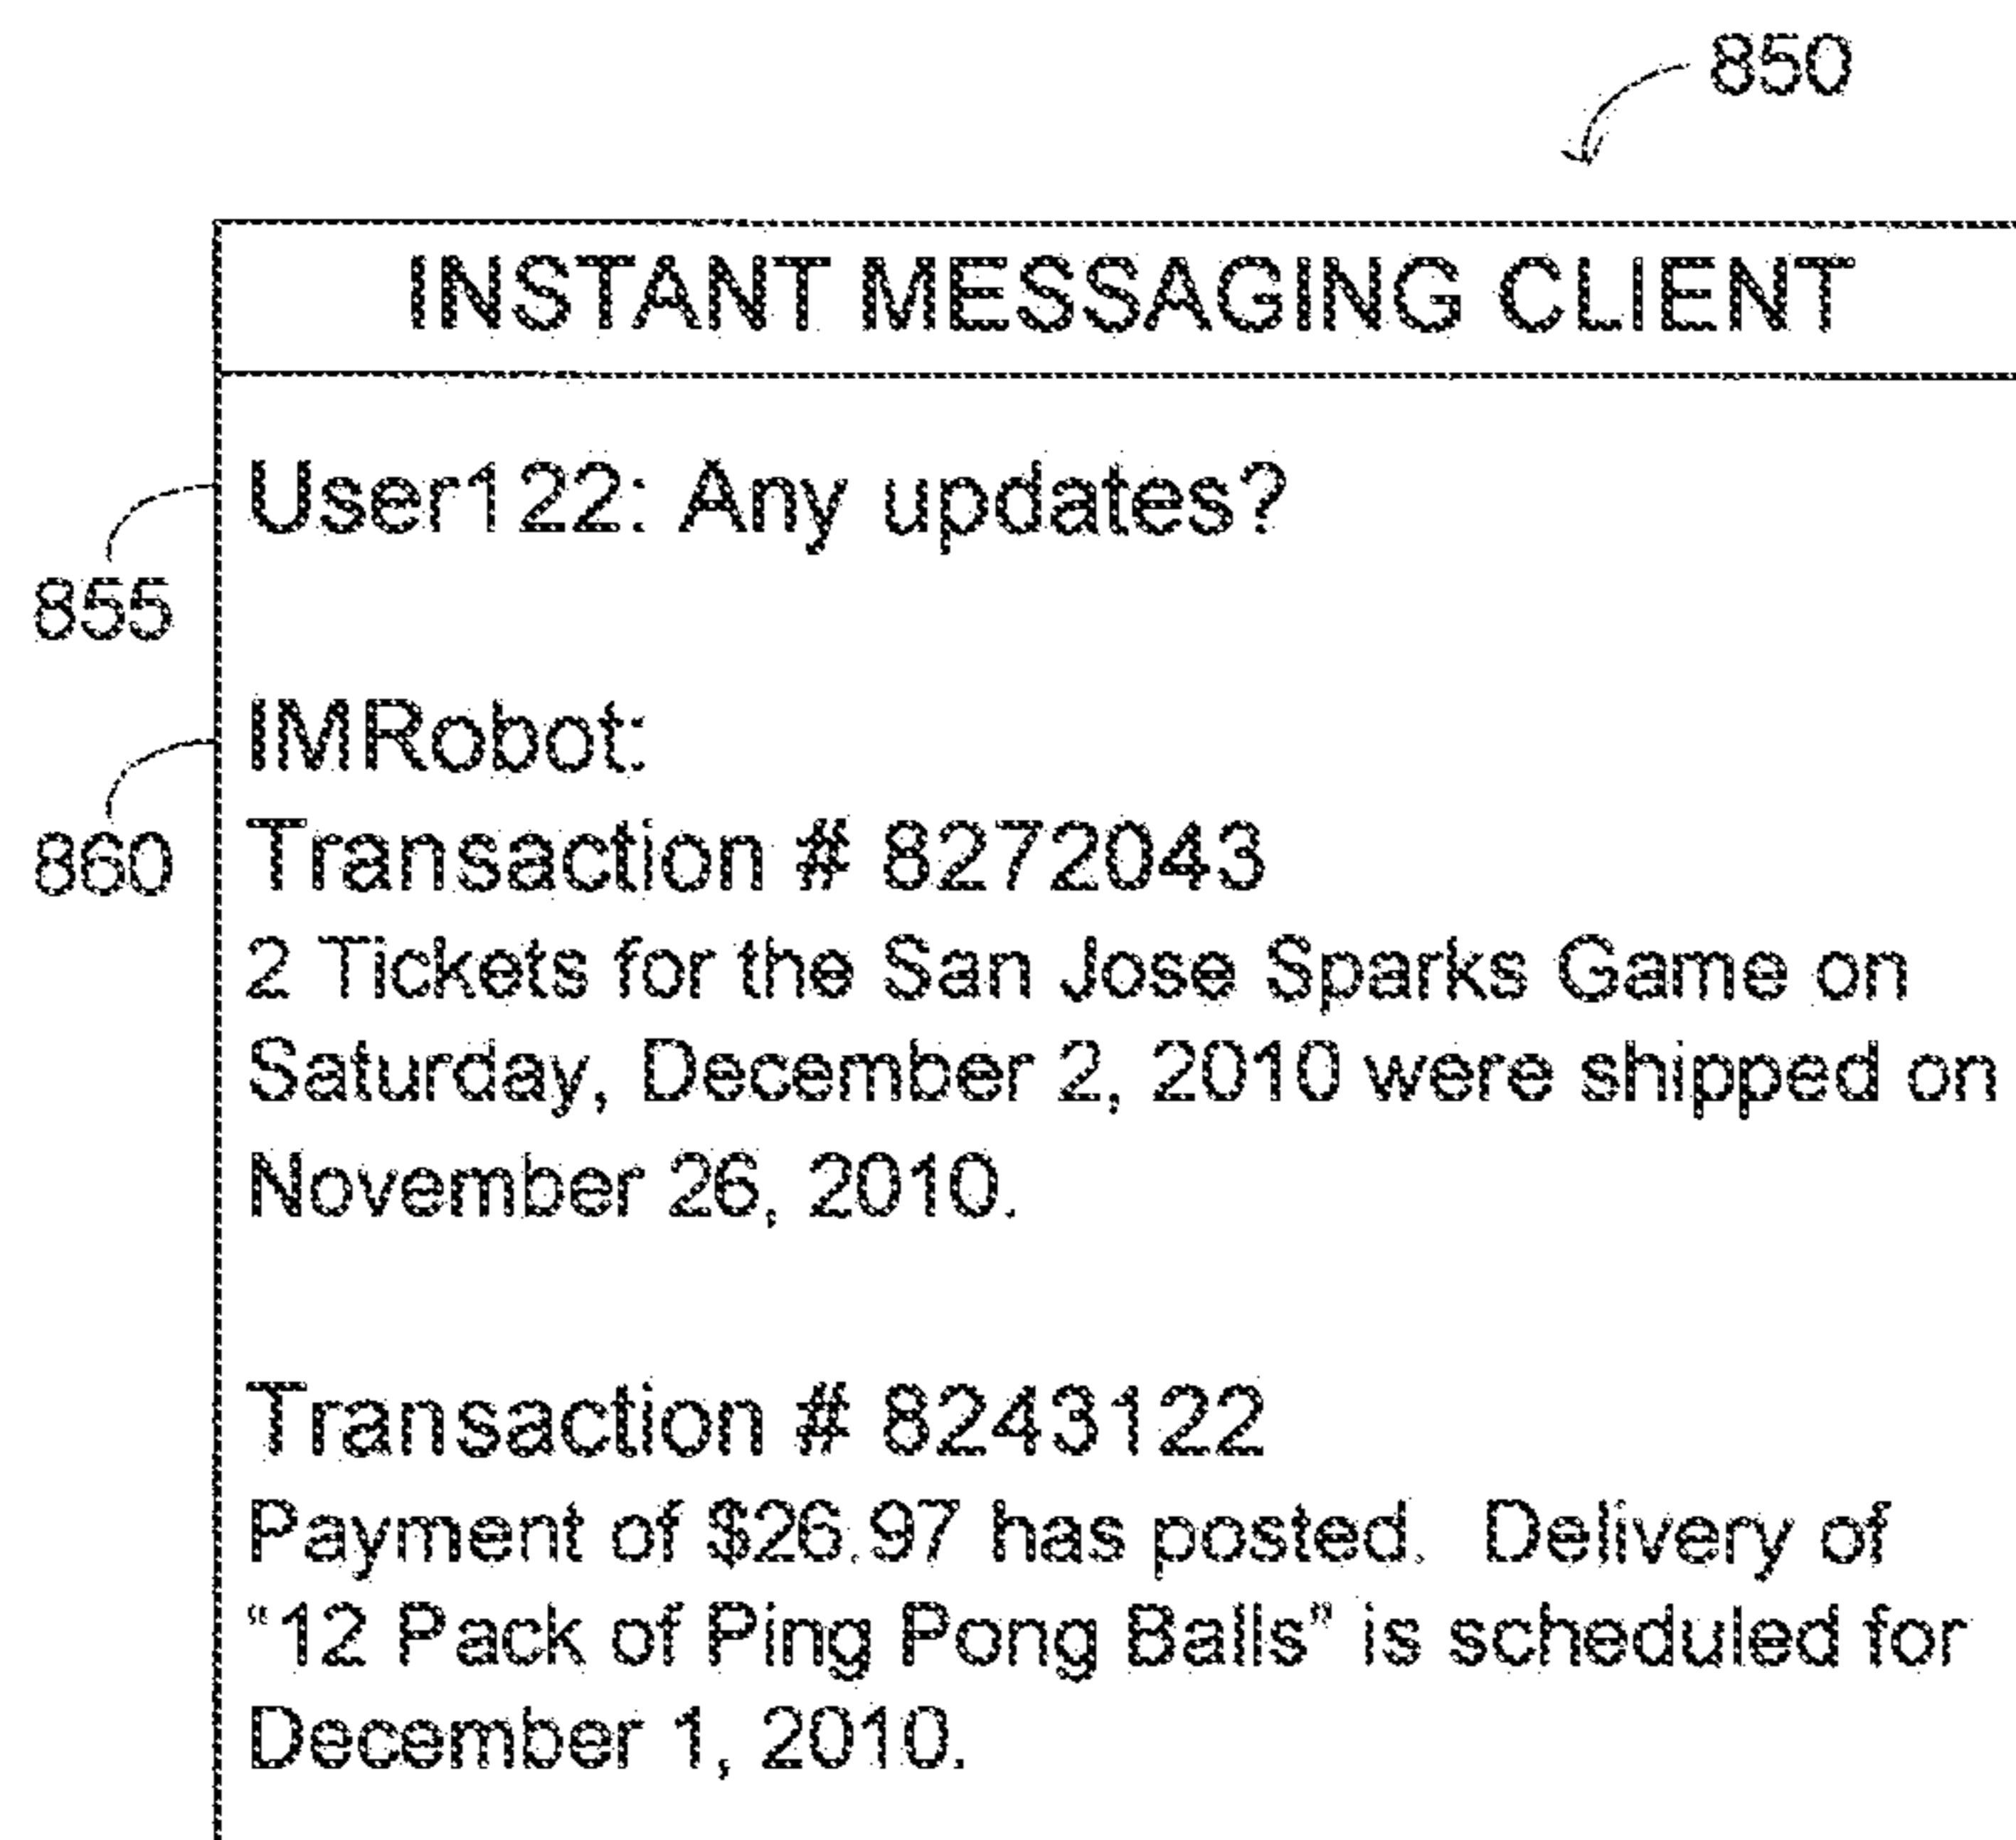 850
INSTANT MESSAGING CLIENT
User122: Any updates?
855
IMRobot:
860
Transaction # 8272043
2 Tickets for the San Jose Sparks Game on
Saturday, December 2, 2010 were shipped on
November 26, 2010.
Transaction # 8243122
Payment of $26.97 has posted. Delivery of
“12 Pack of Ping Pong Balls” is scheduled for
December 1, 2010.